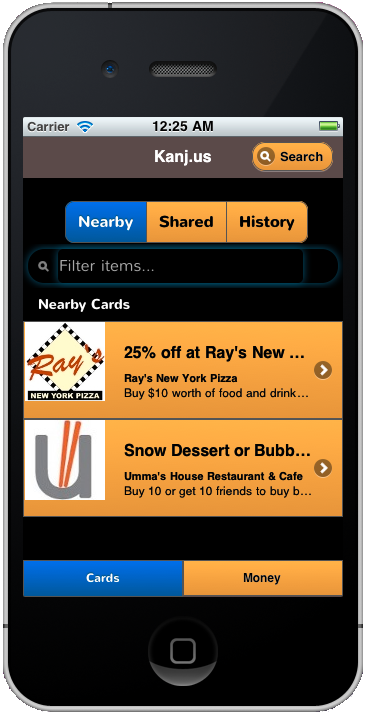 Carrier 12:25 AM
Kanj.us
Search
Nearby Shared History
Filter items...
Nearby Cards
Ray's
NEW YORK PIZZA
25% off at Ray's New ...
Ray's New York Pizza
Buy $10 worth of food and drink...
u
Snow Dessert or Bubb...
Umma's House Restaurant & Cafe
Buy 10 or get 10 friends to buy b...
Cards Money